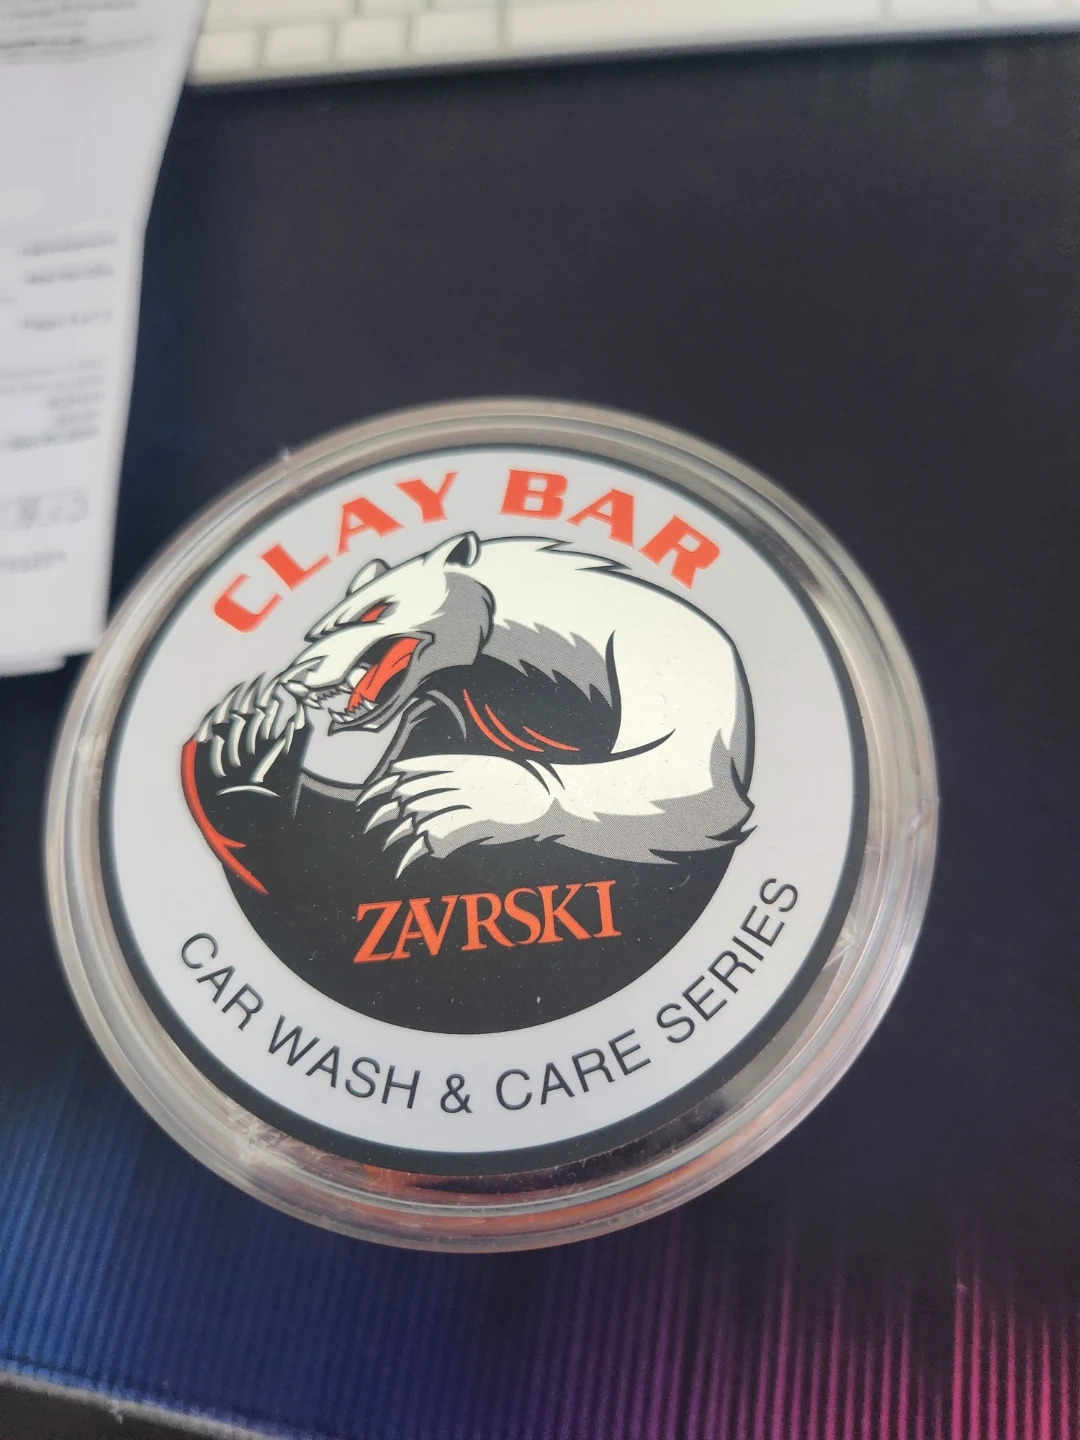 CLAY BAR
ZAVRSKI
CAR WASH & CARE SERIES